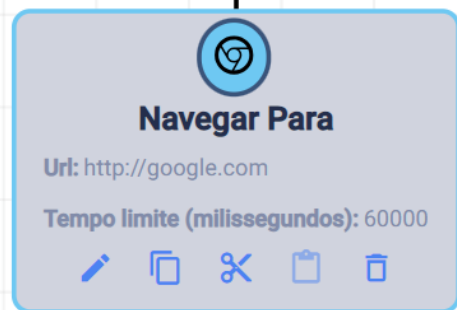 Navegar Para
Url: http://google.com
Tempo limite (milissegundos): 60000